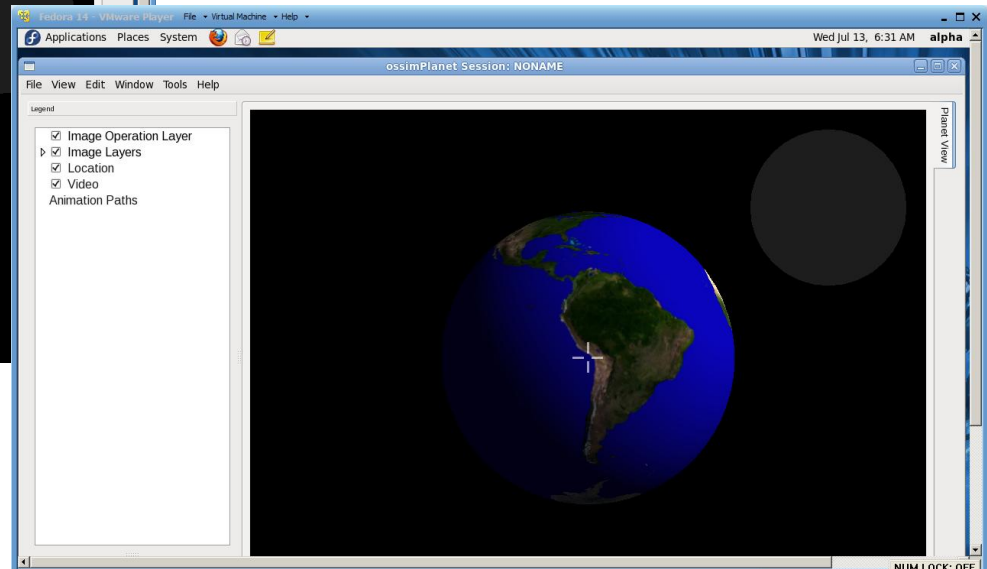 Fedora 14 - VMware Player File Virtual Machine Help
Applications Places System Wed Jul 13, 6:31 AM alpha
ossimPlanet Session: NONAME
File View Edit Window Tools Help
Legend
Image Operation Layer
Image Layers
Location
Video
Animation Paths
Planet View
NUM LOCK: OFF